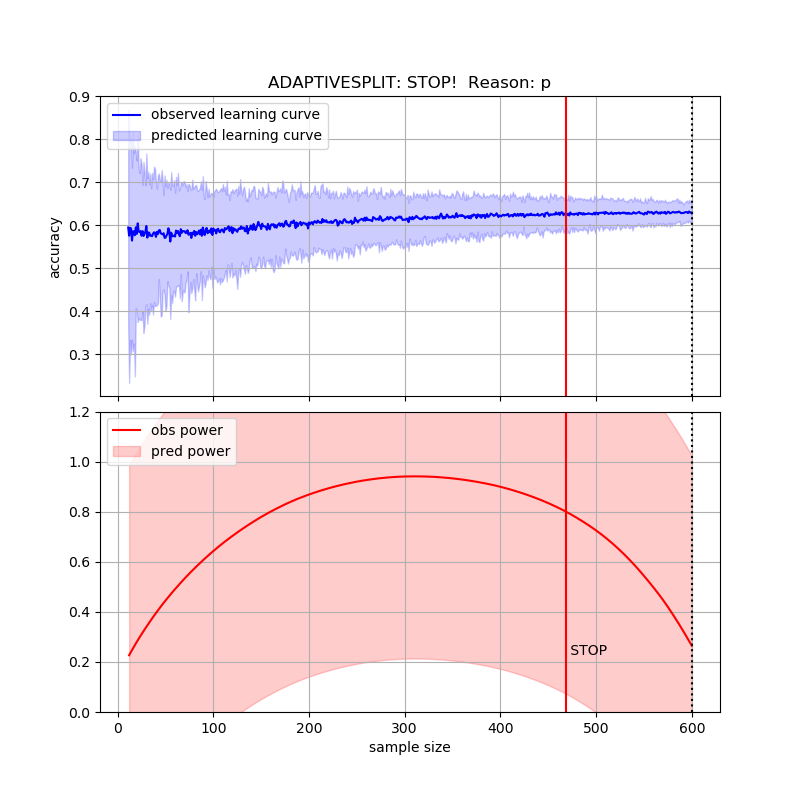 ADAPTIVESPLIT: STOP!  Reason: p
0.9
0.8
0.7
0.6
0.5
0.4
0.3
accuracy
observed learning curve
predicted learning curve
1.2
1.0
0.8
0.6
0.4
0.2
0.0
obs power
pred power
STOP
0 100 200 300 400 500 600
sample size